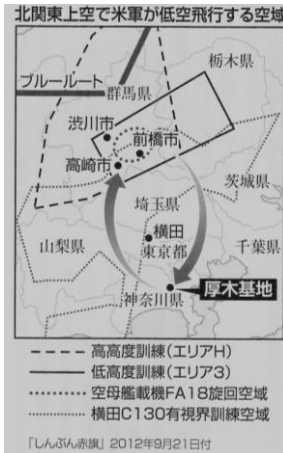 北関東上空で米軍が低空飛行する空域
栃木県
ブルールート
群馬県
渋川市
前橋市
高崎市
茨城県
埼玉県
横田
東京都
山梨県
千葉県
厚木基地
神奈川県
高高度訓練(エリアH)
低高度訓練(エリア3)
空母艦載機FA18旋回空域
横田C130有視界訓練空域
「しんぶん赤旗」2012年9月21日付